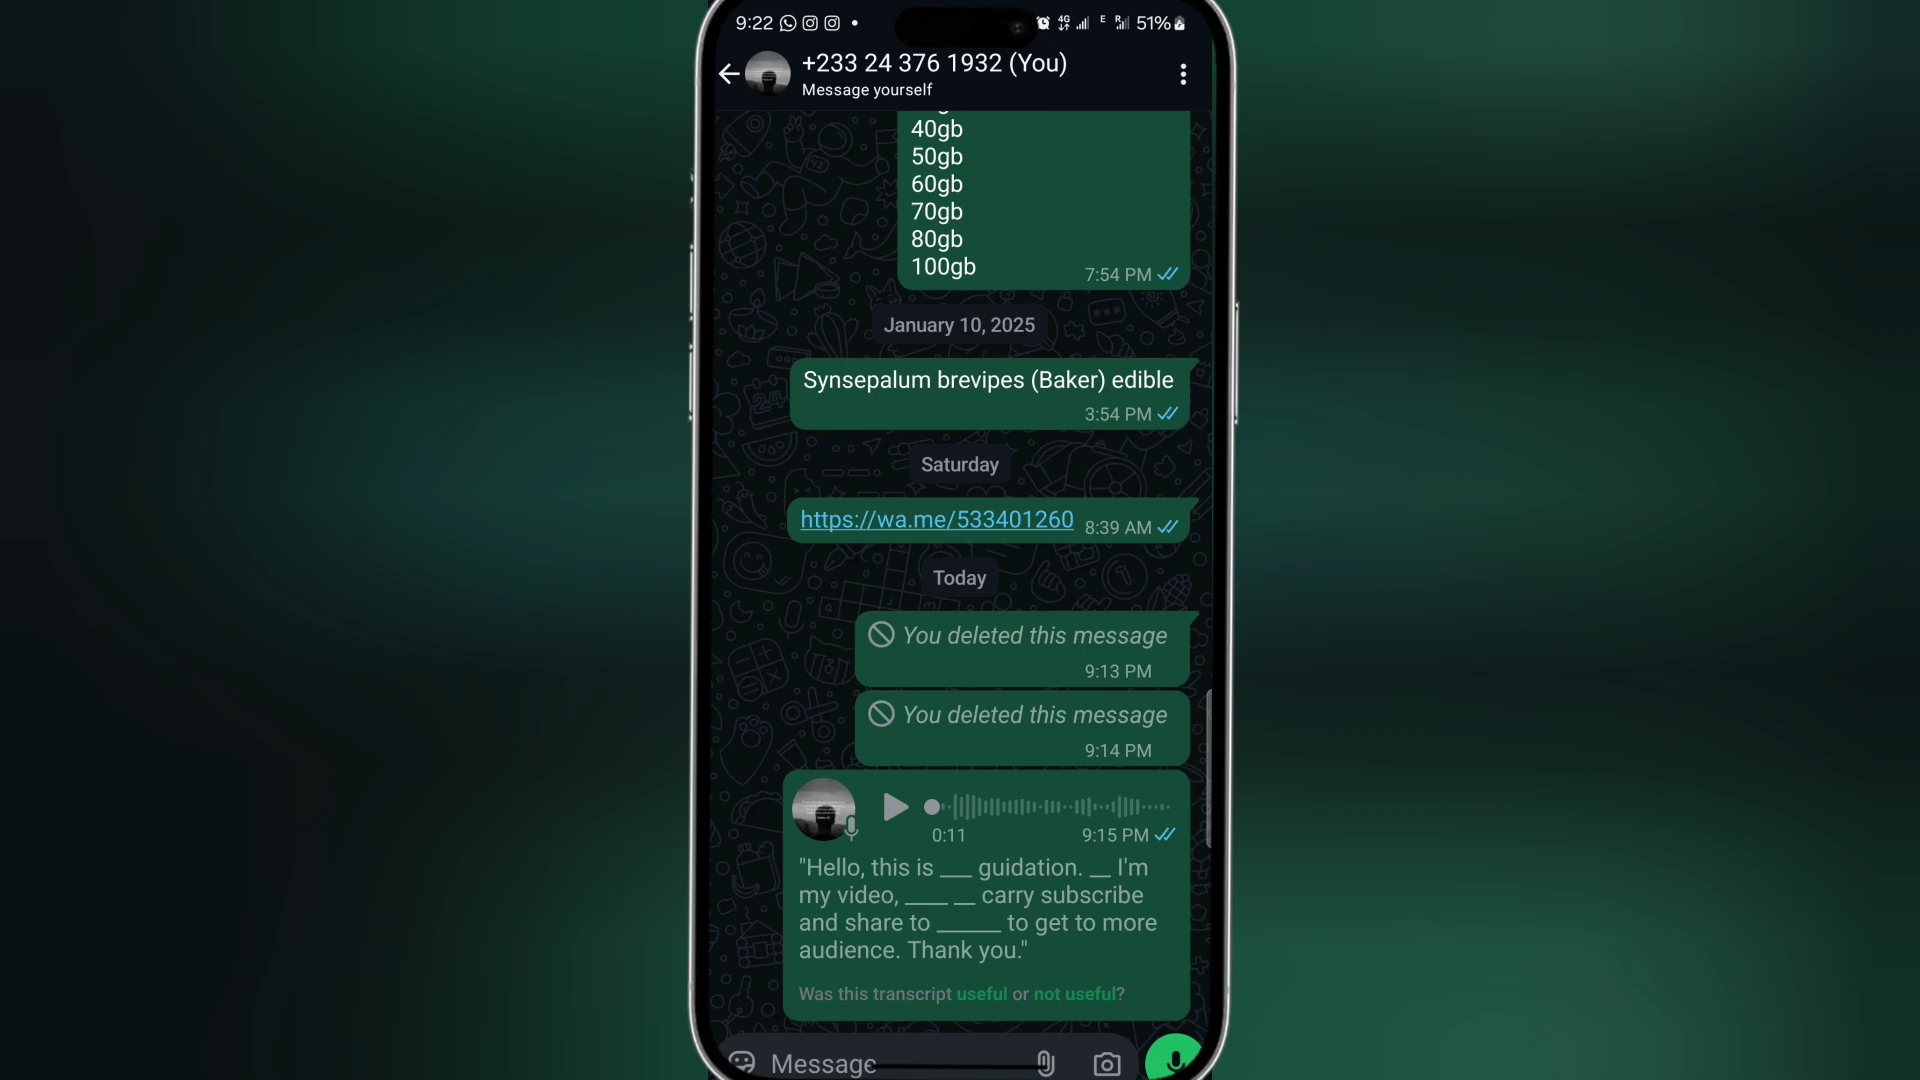 9:22
4G
E
R
51%
+233 24 376 1932 (You)
Message yourself
40gb
50gb
60gb
70gb
80gb
100gb
7:54 PM
January 10, 2025
Synsepalum brevipes (Baker) edible
3:54 PM
Saturday
https://wa.me/533401260 8:39 AM
Today
You deleted this message
9:13 PM
You deleted this message
9:14 PM
0:11 9:15 PM
"Hello, this is ___ guidation. __ I'm
my video, ____ __ carry subscribe
and share to ______ to get to more
audience. Thank you."
Was this transcript useful or not useful?
Message